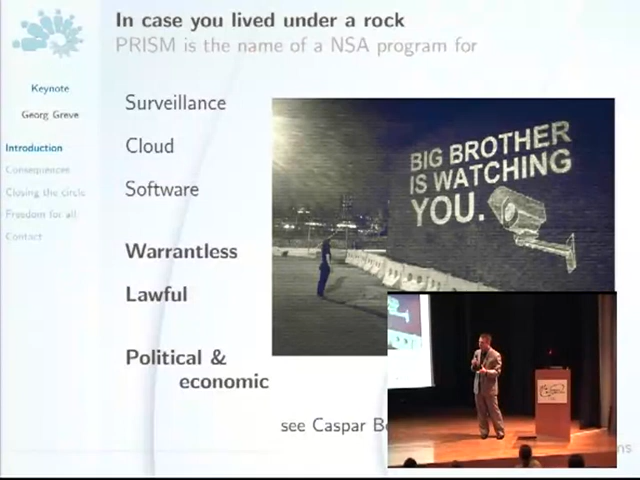 In case you lived under a rock
PRISM is the name of a NSA program for
Keynote
Georg Greve
Introduction
Consequences
Closing the circle
Freedom for all
Contact
Surveillance
Cloud
Software
Warrantless
Lawful
Political &
economic
BIG BROTHER
IS WATCHING
YOU.
see Caspar